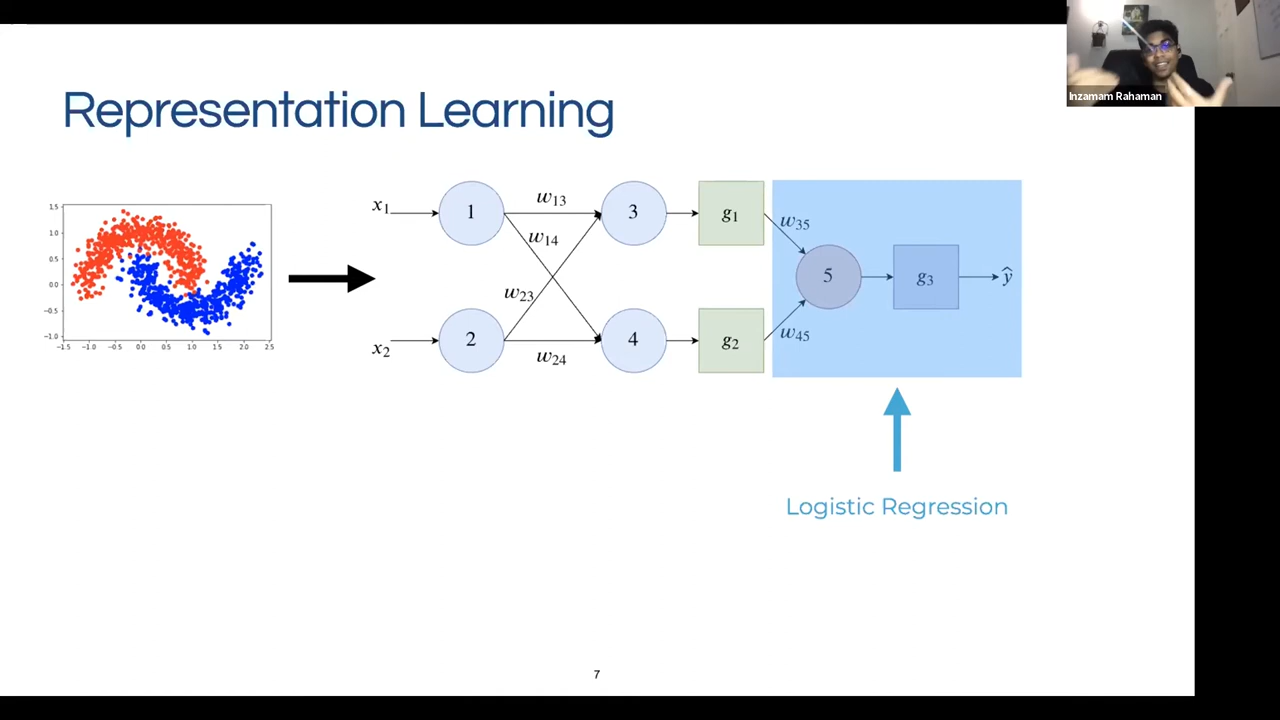 Inzamam Rahaman
Representation Learning
1.5
1.0
0.5
0.0
−0.5
−1.0
−1.5 −1.0 −0.5 0.0 0.5 1.0 1.5 2.0 2.5
x1
1
w13
3
g1
w35
w14
5
g3
ŷ
w23
x2
2
w24
4
g2
w45
Logistic Regression
7